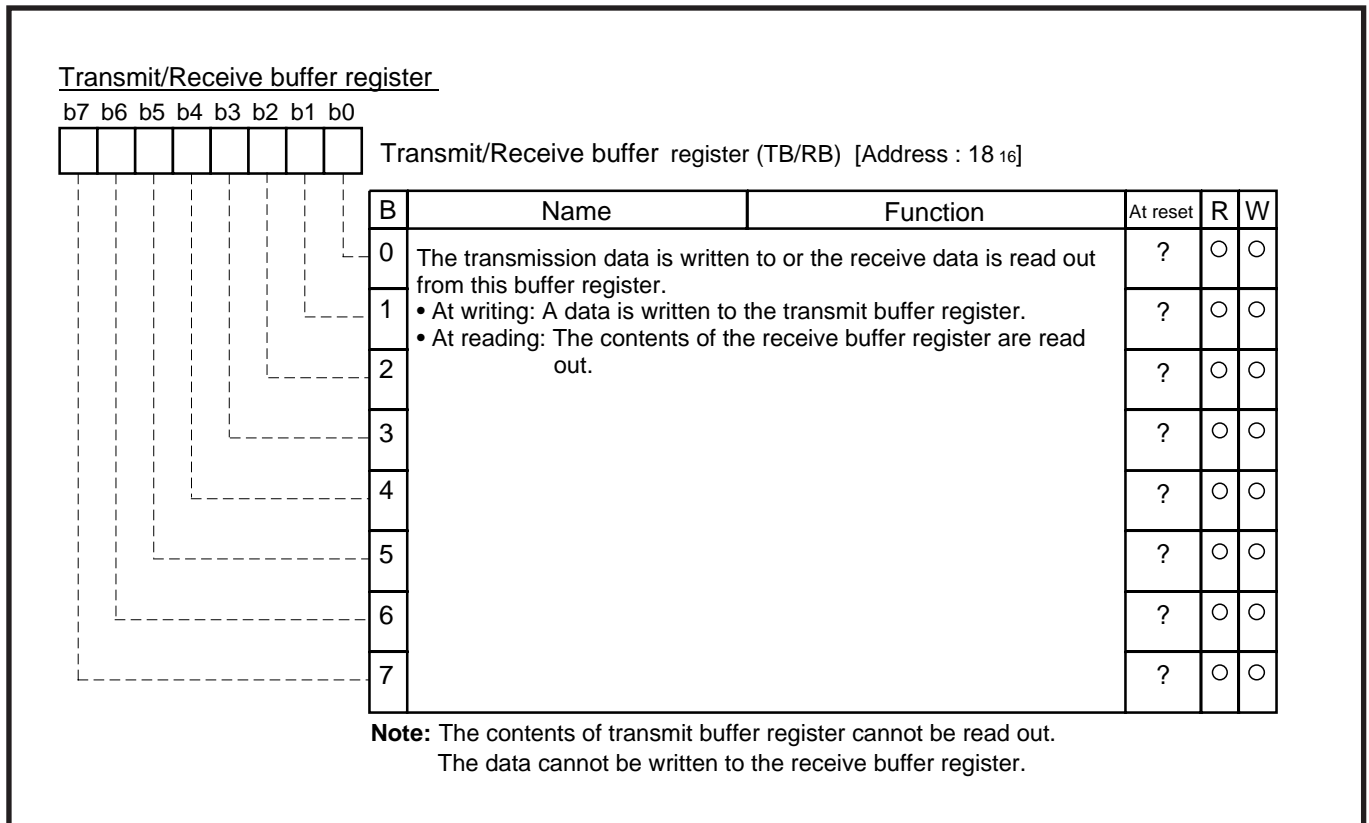 Transmit/Receive buffer register
b7 b6 b5 b4 b3 b2 b1 b0
Transmit/Receive buffer register (TB/RB) [Address : 18 16]
B Name Function At reset R W
0 ? ○ ○
The transmission data is written to or the receive data is read out
from this buffer register.
1 ? ○ ○
• At writing: A data is written to the transmit buffer register.
• At reading: The contents of the receive buffer register are read
out.
2 ? ○ ○
3 ? ○ ○
4 ? ○ ○
5 ? ○ ○
6 ? ○ ○
7 ? ○ ○
Note: The contents of transmit buffer register cannot be read out.
The data cannot be written to the receive buffer register.